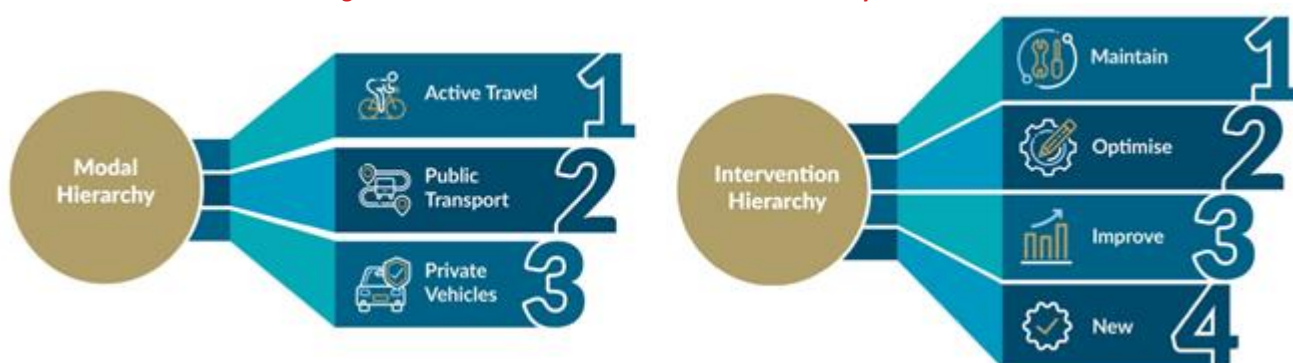 Modal
Hierarchy
Active Travel
1
Public
Transport
2
Private
Vehicles
3
Intervention
Hierarchy
Maintain
1
Optimise
2
Improve
3
New
4